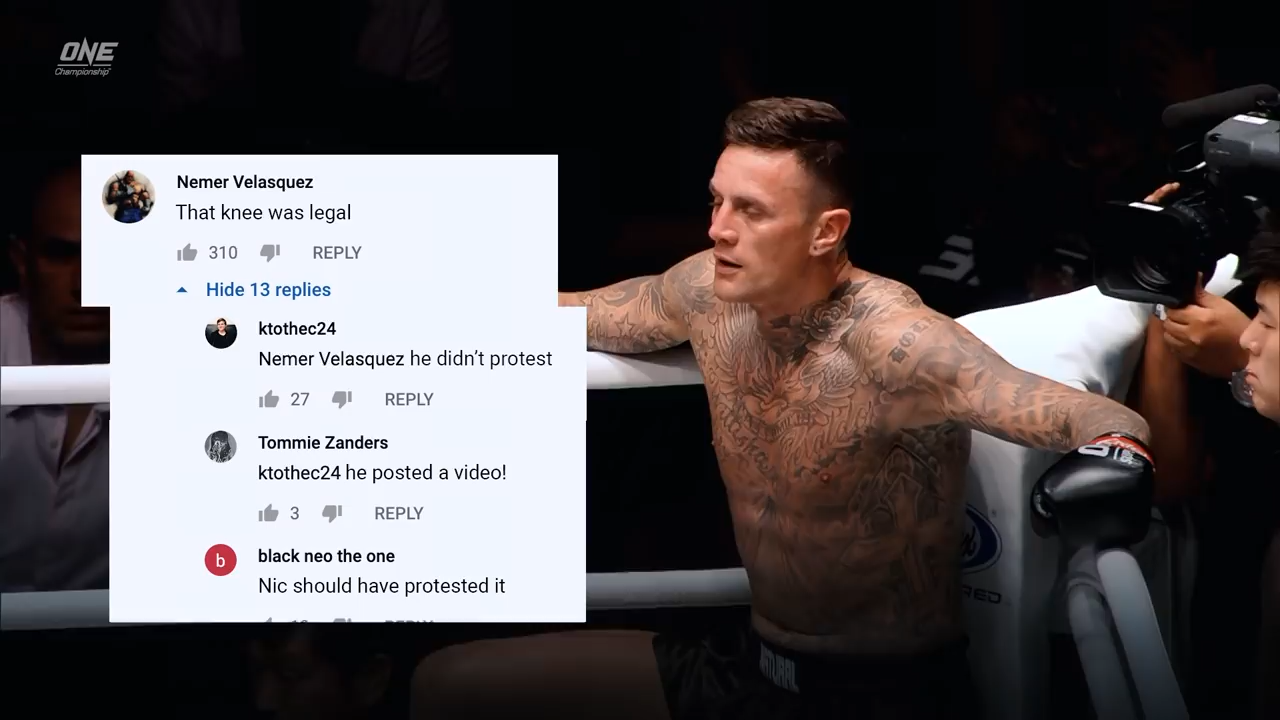 ONE
Championship
Nemer Velasquez
That knee was legal
310 REPLY
Hide 13 replies
ktothec24
Nemer Velasquez he didn't protest
27 REPLY
Tommie Zanders
ktothec24 he posted a video!
3 REPLY
b
black neo the one
Nic should have protested it
NATURAL